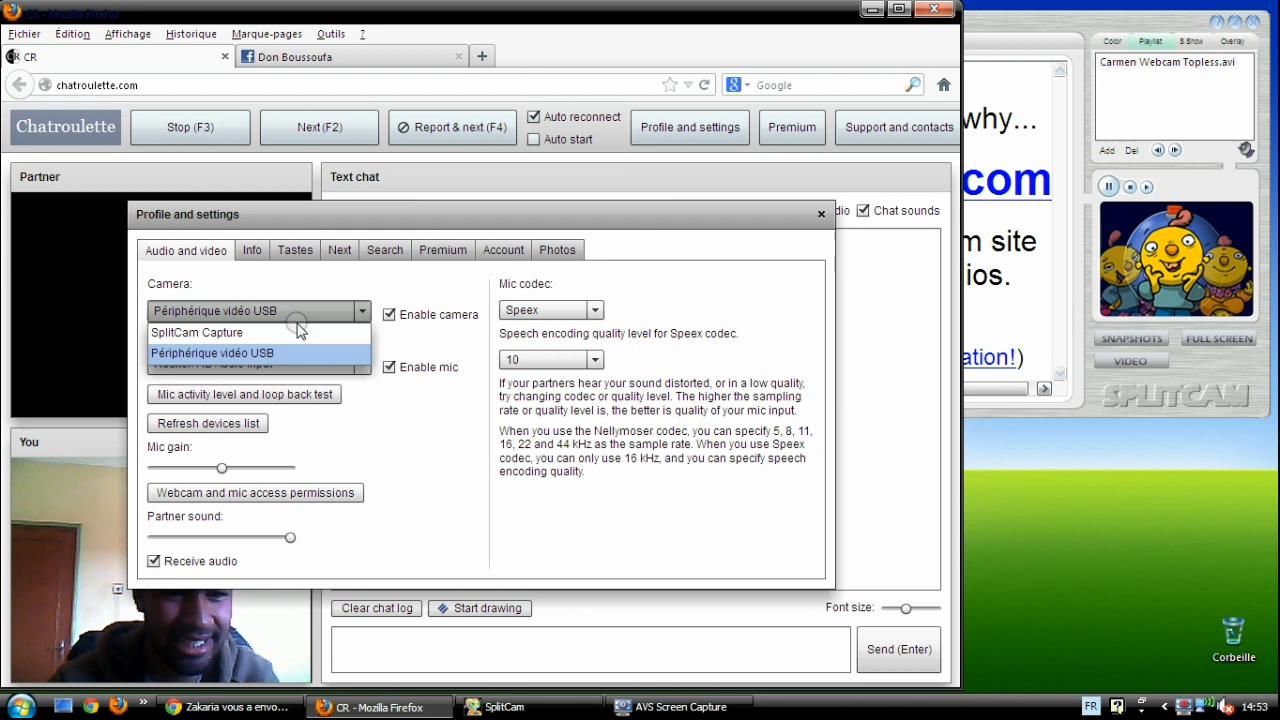 CR - Mozilla Firefox
Fichier Édition Affichage Historique Marque-pages Outils ?
CR
Don Boussoufa
chatroulette.com
Google
Chatroulette
Stop (F3)
Next (F2)
Report & next (F4)
Auto reconnect
Auto start
Profile and settings
Premium
Support and contacts
Partner
Text chat
Chat sounds
Profile and settings
Audio and video Info Tastes Next Search Premium Account Photos
Camera:
Périphérique vidéo USB
Enable camera
SplitCam Capture
Périphérique vidéo USB
Enable mic
Mic activity level and loop back test
Refresh devices list
Mic gain:
Webcam and mic access permissions
Partner sound:
Receive audio
Mic codec:
Speex
Speech encoding quality level for Speex codec.
10
If your partners hear your sound distorted, or in a low quality,
try changing codec or quality level. The higher the sampling
rate or quality level is, the better is quality of your mic input.
When you use the Nellymoser codec, you can specify 5, 8, 11,
16, 22 and 44 kHz as the sample rate. When you use Speex
codec, you can only use 16 kHz, and you can specify speech
encoding quality.
You
Clear chat log
Start drawing
Font size:
Send (Enter)
why...
com
m site
ios.
ation!)
Color Playlist S.Show Overlay
Carmen Webcam Topless.avi
Add Del
SNAPSHOTS
FULL SCREEN
VIDEO
SPLITCAM
Corbeille
Zakaria vous a envo...
CR - Mozilla Firefox
SplitCam
AVS Screen Capture
FR
14:53